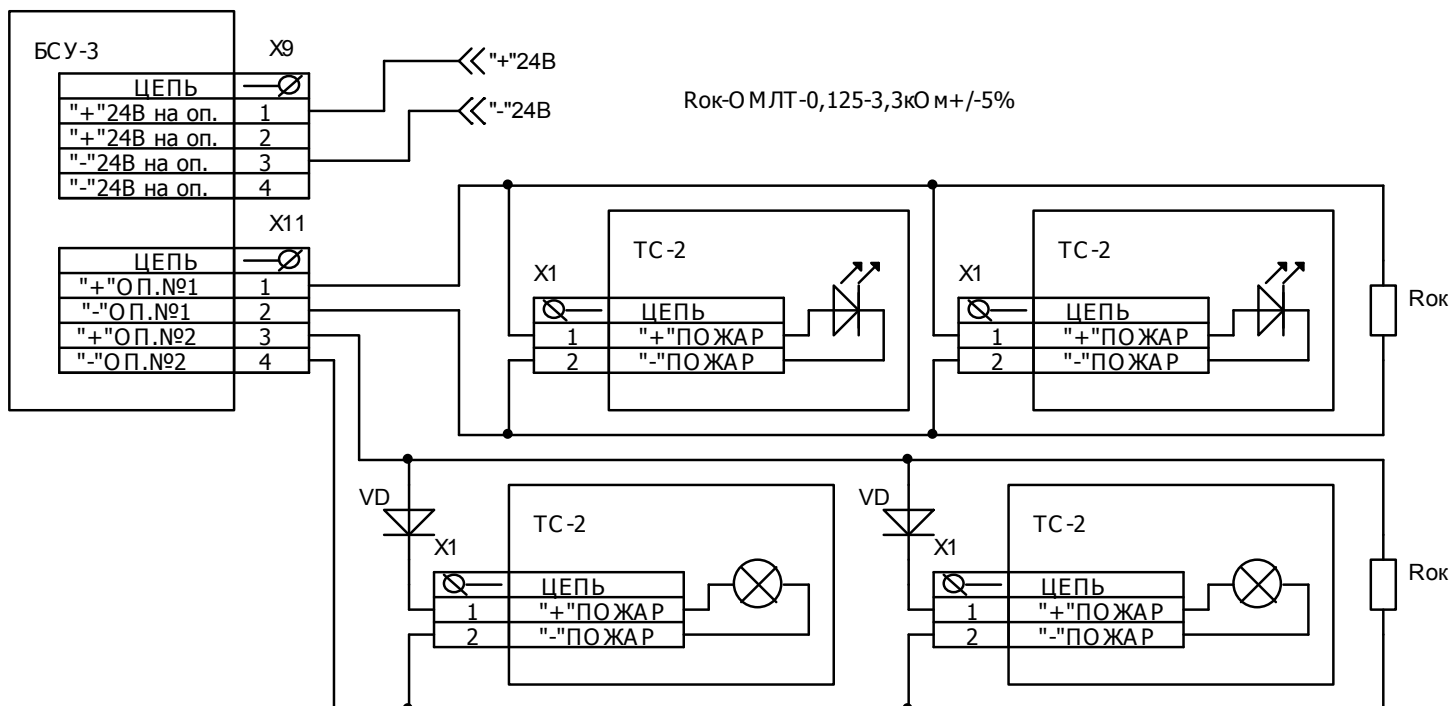 БСУ-3
X9
ЦЕПЬ
"+"24В на оп. 1
"+"24В на оп. 2
"-"24В на оп. 3
"-"24В на оп. 4
"+"24В
"-"24В
Rок-ОМЛТ-0,125-3,3кОм+/-5%
X11
ЦЕПЬ
"+"ОП.№1 1
"-"ОП.№1 2
"+"ОП.№2 3
"-"ОП.№2 4
ТС-2
X1
ЦЕПЬ
1 "+"ПОЖАР
2 "-"ПОЖАР
ТС-2
X1
ЦЕПЬ
1 "+"ПОЖАР
2 "-"ПОЖАР
Rок
VD
ТС-2
X1
ЦЕПЬ
1 "+"ПОЖАР
2 "-"ПОЖАР
VD
ТС-2
X1
ЦЕПЬ
1 "+"ПОЖАР
2 "-"ПОЖАР
Rок